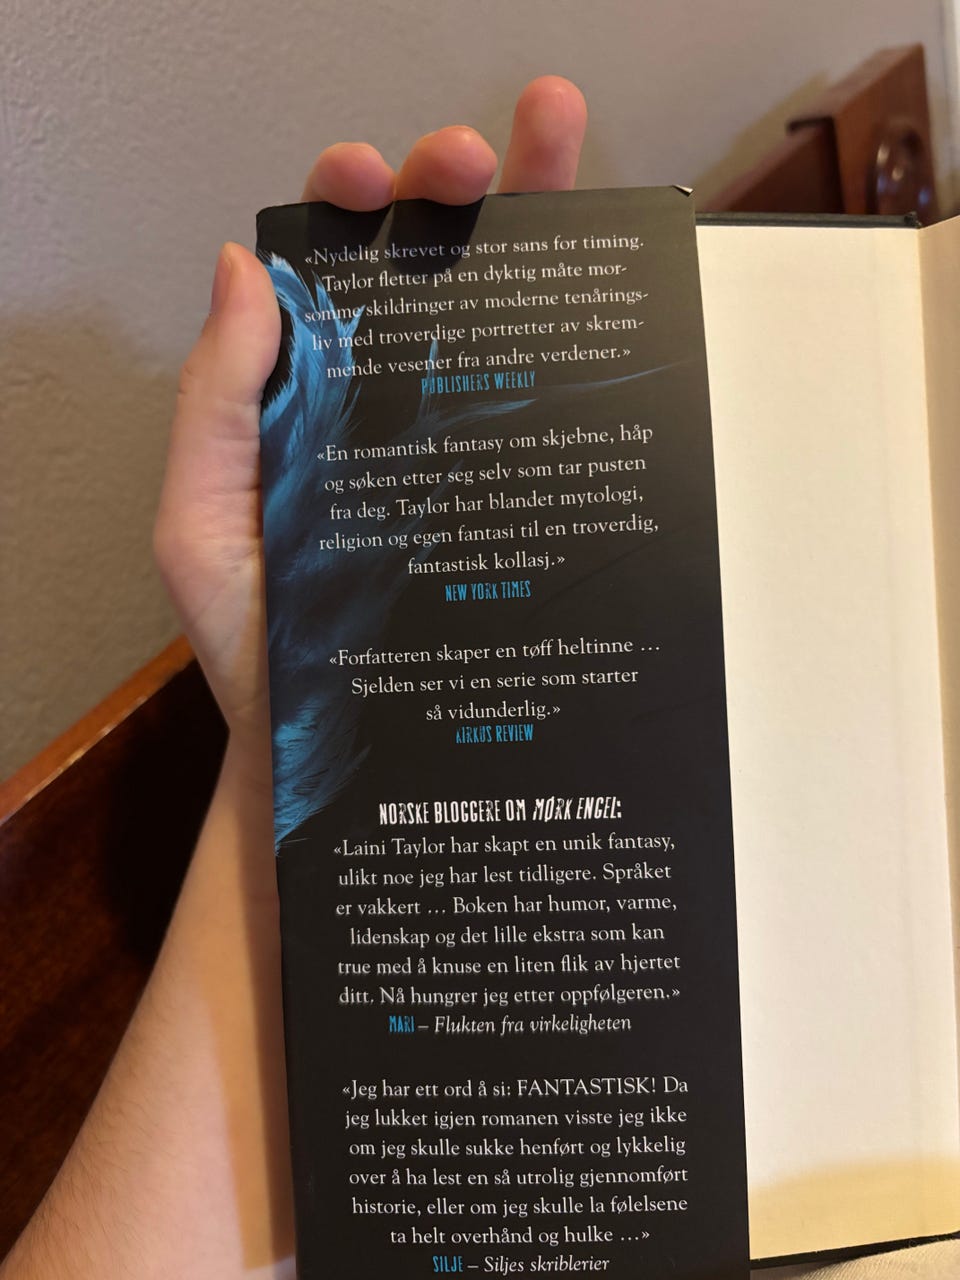 «Nydelig skrevet og stor sans for timing.
Taylor fletter på en dyktig måte mor-
somme skildringer av moderne tenårings-
liv med troverdige portretter av skrem-
mende vesener fra andre verdener.»
PUBLISHERS WEEKLY
«En romantisk fantasy om skjebne, håp
og søken etter seg selv som tar pusten
fra deg. Taylor har blandet mytologi,
religion og egen fantasi til en troverdig,
fantastisk kollasj.»
NEW YORK TIMES
«Forfatteren skaper en tøff heltinne …
Sjelden ser vi en serie som starter
så vidunderlig.»
KIRKUS REVIEW
NORSKE BLOGGERE OM MØRK ENGEL:
«Laini Taylor har skapt en unik fantasy,
ulikt noe jeg har lest tidligere. Språket
er vakkert … Boken har humor, varme,
lidenskap og det lille ekstra som kan
true med å knuse en liten flik av hjertet
ditt. Nå hungrer jeg etter oppfølgeren.»
MARI – Flukten fra virkeligheten
«Jeg har ett ord å si: FANTASTISK! Da
jeg lukket igjen romanen visste jeg ikke
om jeg skulle sukke henført og lykkelig
over å ha lest en så utrolig gjennomført
historie, eller om jeg skulle la følelsene
ta helt overhånd og hulke …»
SILJE – Siljes skriblerier